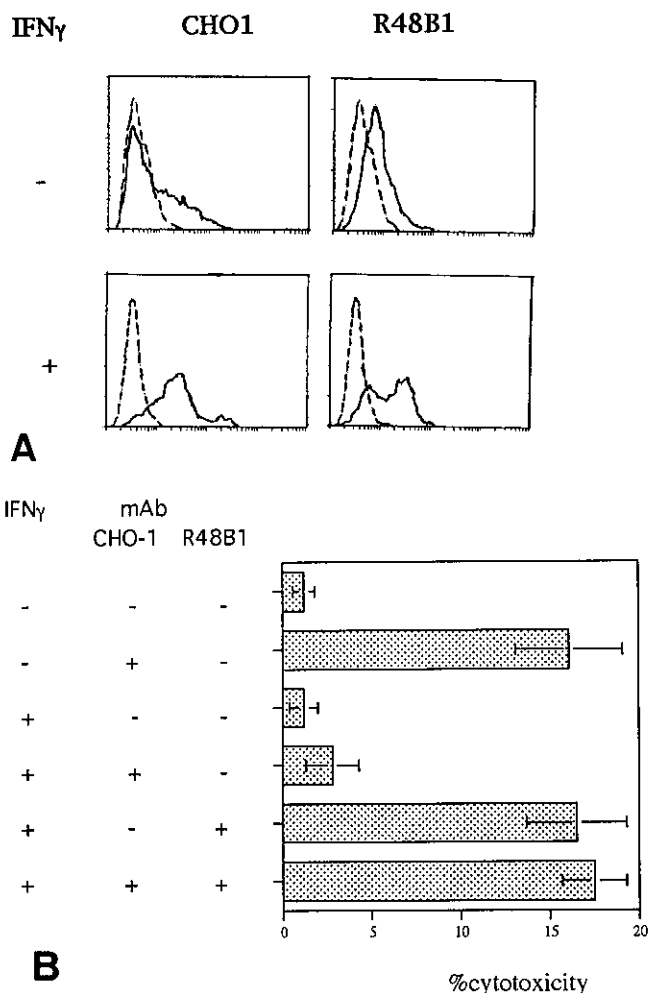 IFNγ CHO1 R48B1
-
+
A
IFNγ mAb
CHO-1 R48B1
- - -
- + -
+ - -
+ + -
+ - +
+ + +
0 5 10 15 20
B
%cytotoxicity